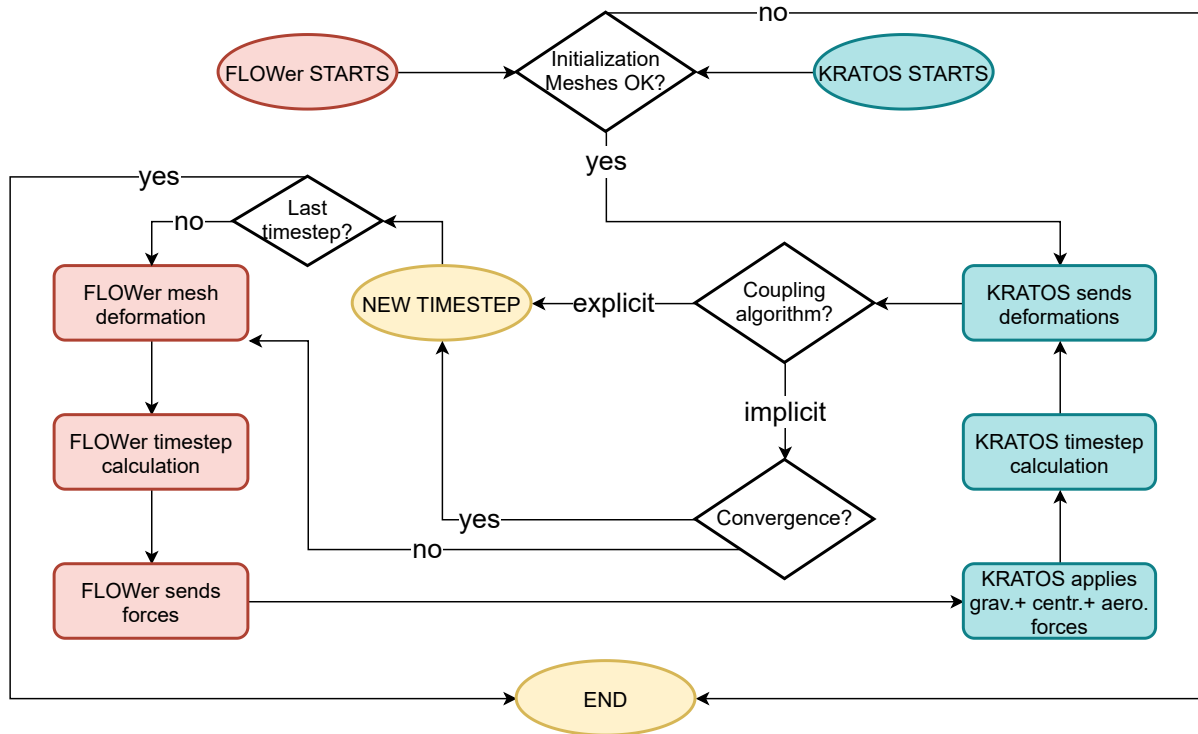 no
FLOWer STARTS
Initialization
Meshes OK?
KRATOS STARTS
yes
yes
Last
timestep?
no
FLOWer mesh
deformation
NEW TIMESTEP
explicit
Coupling
algorithm?
KRATOS sends
deformations
implicit
FLOWer timestep
calculation
KRATOS timestep
calculation
Convergence?
yes
no
FLOWer sends
forces
KRATOS applies
grav.+ centr.+ aero.
forces
END